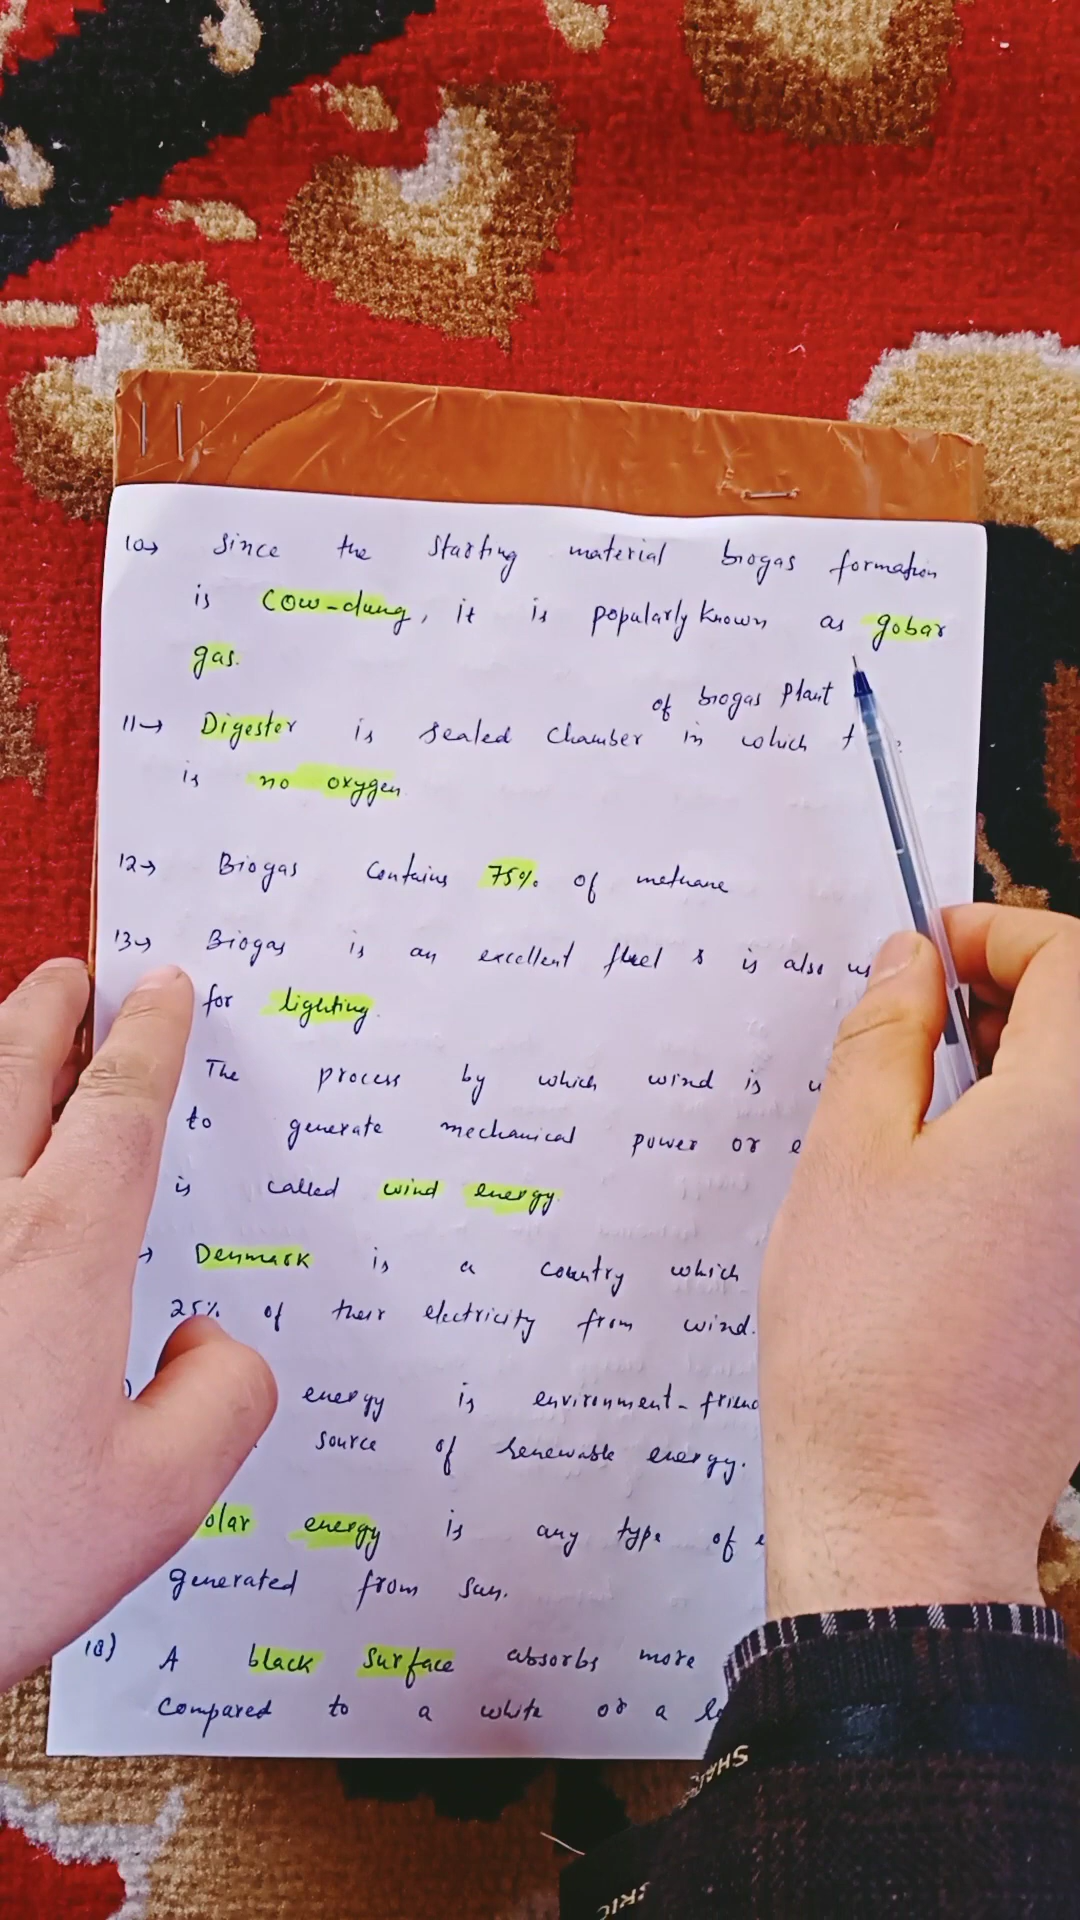 10→ Since the starting material biogas formation
is Cow-dung, it is popularly known as gobar
gas.
of biogas Plant
11→ Digester is sealed chamber in which
is no oxygen
12→ Biogas contains 75% of methane
13→ Biogas is an excellent fuel & is also us
for lighting.
The process by which wind is u
to generate mechanical power or e
is called wind energy.
→ Denmark is a country which
25% of their electricity from wind.
) energy is environment-friend
source of renewable energy.
olar energy is any type of e
generated from sun.
18) A black surface absorbs more
compared to a white or a